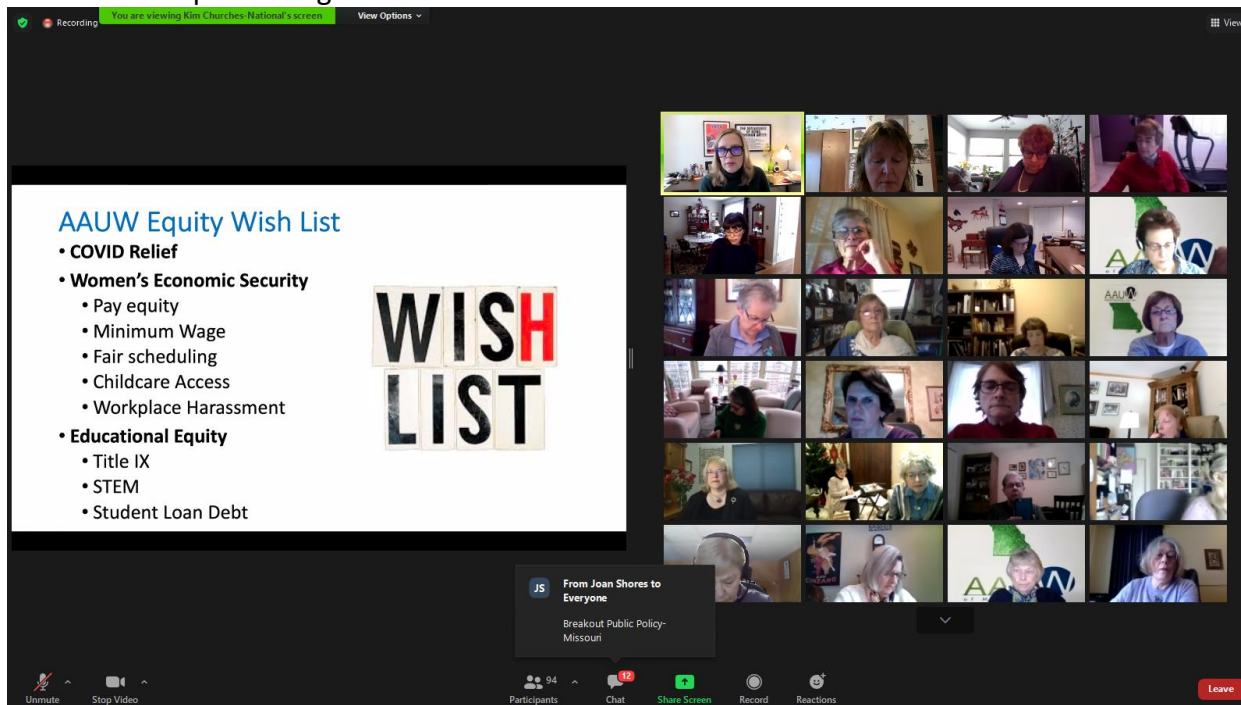 Recording
You are viewing Kim Churches-National's screen
View Options
View
AAUW Equity Wish List
• COVID Relief
• Women's Economic Security
• Pay equity
• Minimum Wage
• Fair scheduling
• Childcare Access
• Workplace Harassment
• Educational Equity
• Title IX
• STEM
• Student Loan Debt
WISH
LIST
AAUW
JS
From Joan Shores to
Everyone
Breakout Public Policy-
Missouri
Unmute
Stop Video
94
Participants
12
Chat
Share Screen
Record
Reactions
Leave